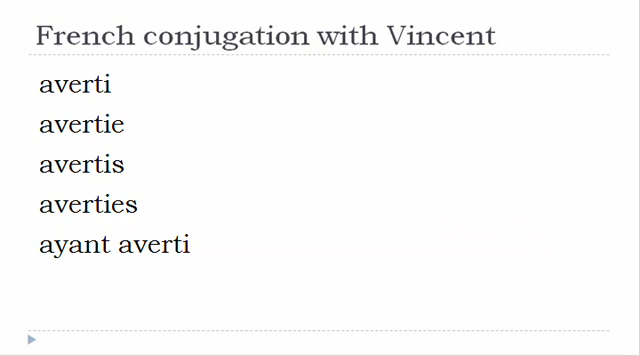 French conjugation with Vincent
averti
avertie
avertis
averties
ayant averti